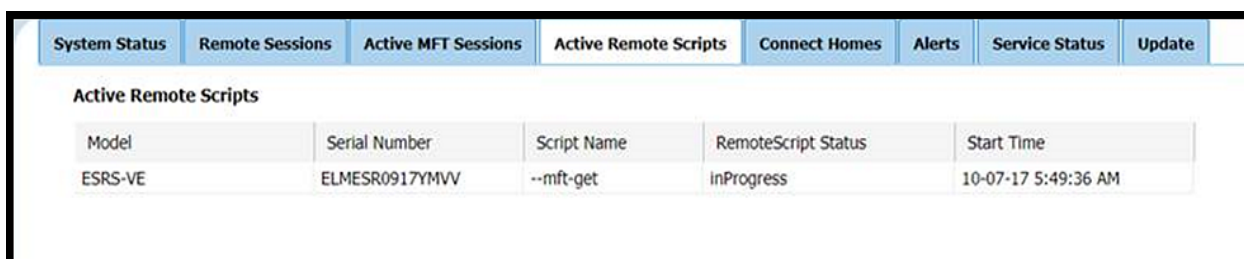 System Status Remote Sessions Active MFT Sessions Active Remote Scripts Connect Homes Alerts Service Status Update
Active Remote Scripts
Model Serial Number Script Name RemoteScript Status Start Time
ESRS-VE ELMESR0917YMVV --mft-get inProgress 10-07-17 5:49:36 AM